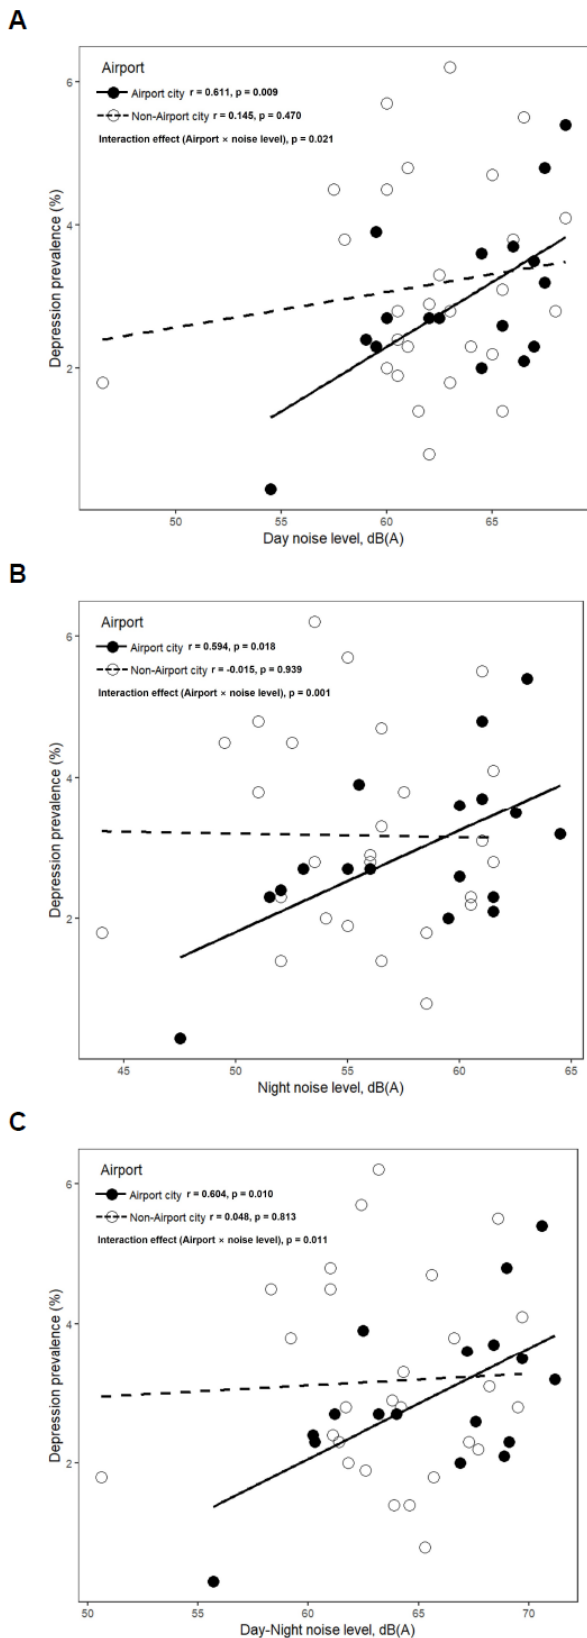 A
Airport
Airport city r = 0.611, p = 0.009
Non-Airport city r = 0.145, p = 0.470
Interaction effect (Airport × noise level), p = 0.021
Depression prevalence (%)
6
4
2
50
55
60
65
Day noise level, dB(A)
B
Airport
Airport city r = 0.594, p = 0.018
Non-Airport city r = -0.015, p = 0.939
Interaction effect (Airport × noise level), p = 0.001
Depression prevalence (%)
6
4
2
45
50
55
60
65
Night noise level, dB(A)
C
Airport
Airport city r = 0.604, p = 0.010
Non-Airport city r = 0.048, p = 0.813
Interaction effect (Airport × noise level), p = 0.011
Depression prevalence (%)
6
4
2
50
55
60
65
70
Day-Night noise level, dB(A)